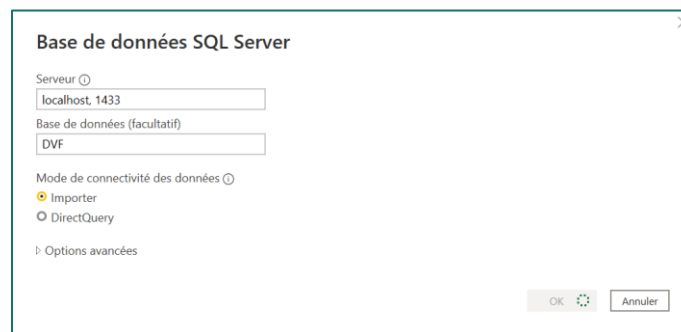 Base de données SQL Server
Serveur
localhost, 1433
Base de données (facultatif)
DVF
Mode de connectivité des données
Importer
DirectQuery
Options avancées
OK
Annuler